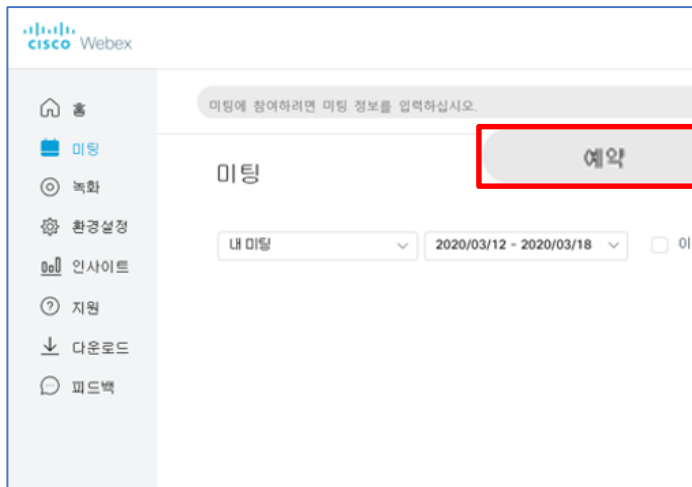 cisco Webex
홈
미팅
녹화
환경설정
인사이트
지원
다운로드
피드백
미팅에 참여하려면 미팅 정보를 입력하십시오.
미팅
예약
내 미팅
2020/03/12 - 2020/03/18
이